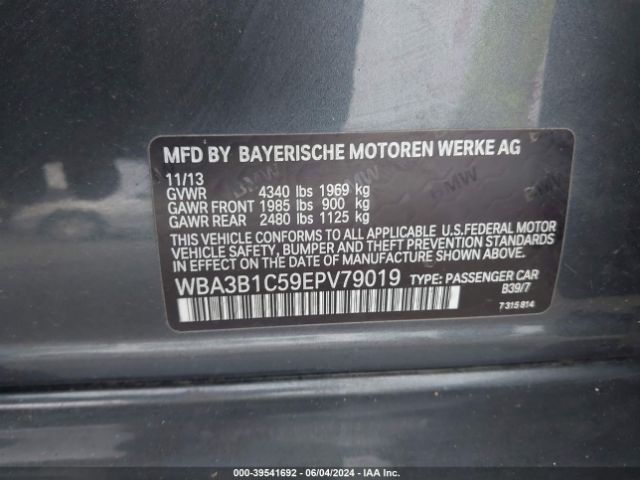 MFD BY BAYERISCHE MOTOREN WERKE AG
11/13
GVWR 4340 lbs 1969 kg
GAWR FRONT 1985 lbs 900 kg
GAWR REAR 2480 lbs 1125 kg
THIS VEHICLE CONFORMS TO ALL APPLICABLE U.S.FEDERAL MOTOR
VEHICLE SAFETY, BUMPER AND THEFT PREVENTION STANDARDS
IN EFFECT ON THE DATE OF MANUFACTURE SHOWN ABOVE.
WBA3B1C59EPV79019 TYPE: PASSENGER CAR
B39/7
7 315 814
000-39541692 - 06/04/2024 - IAA Inc.